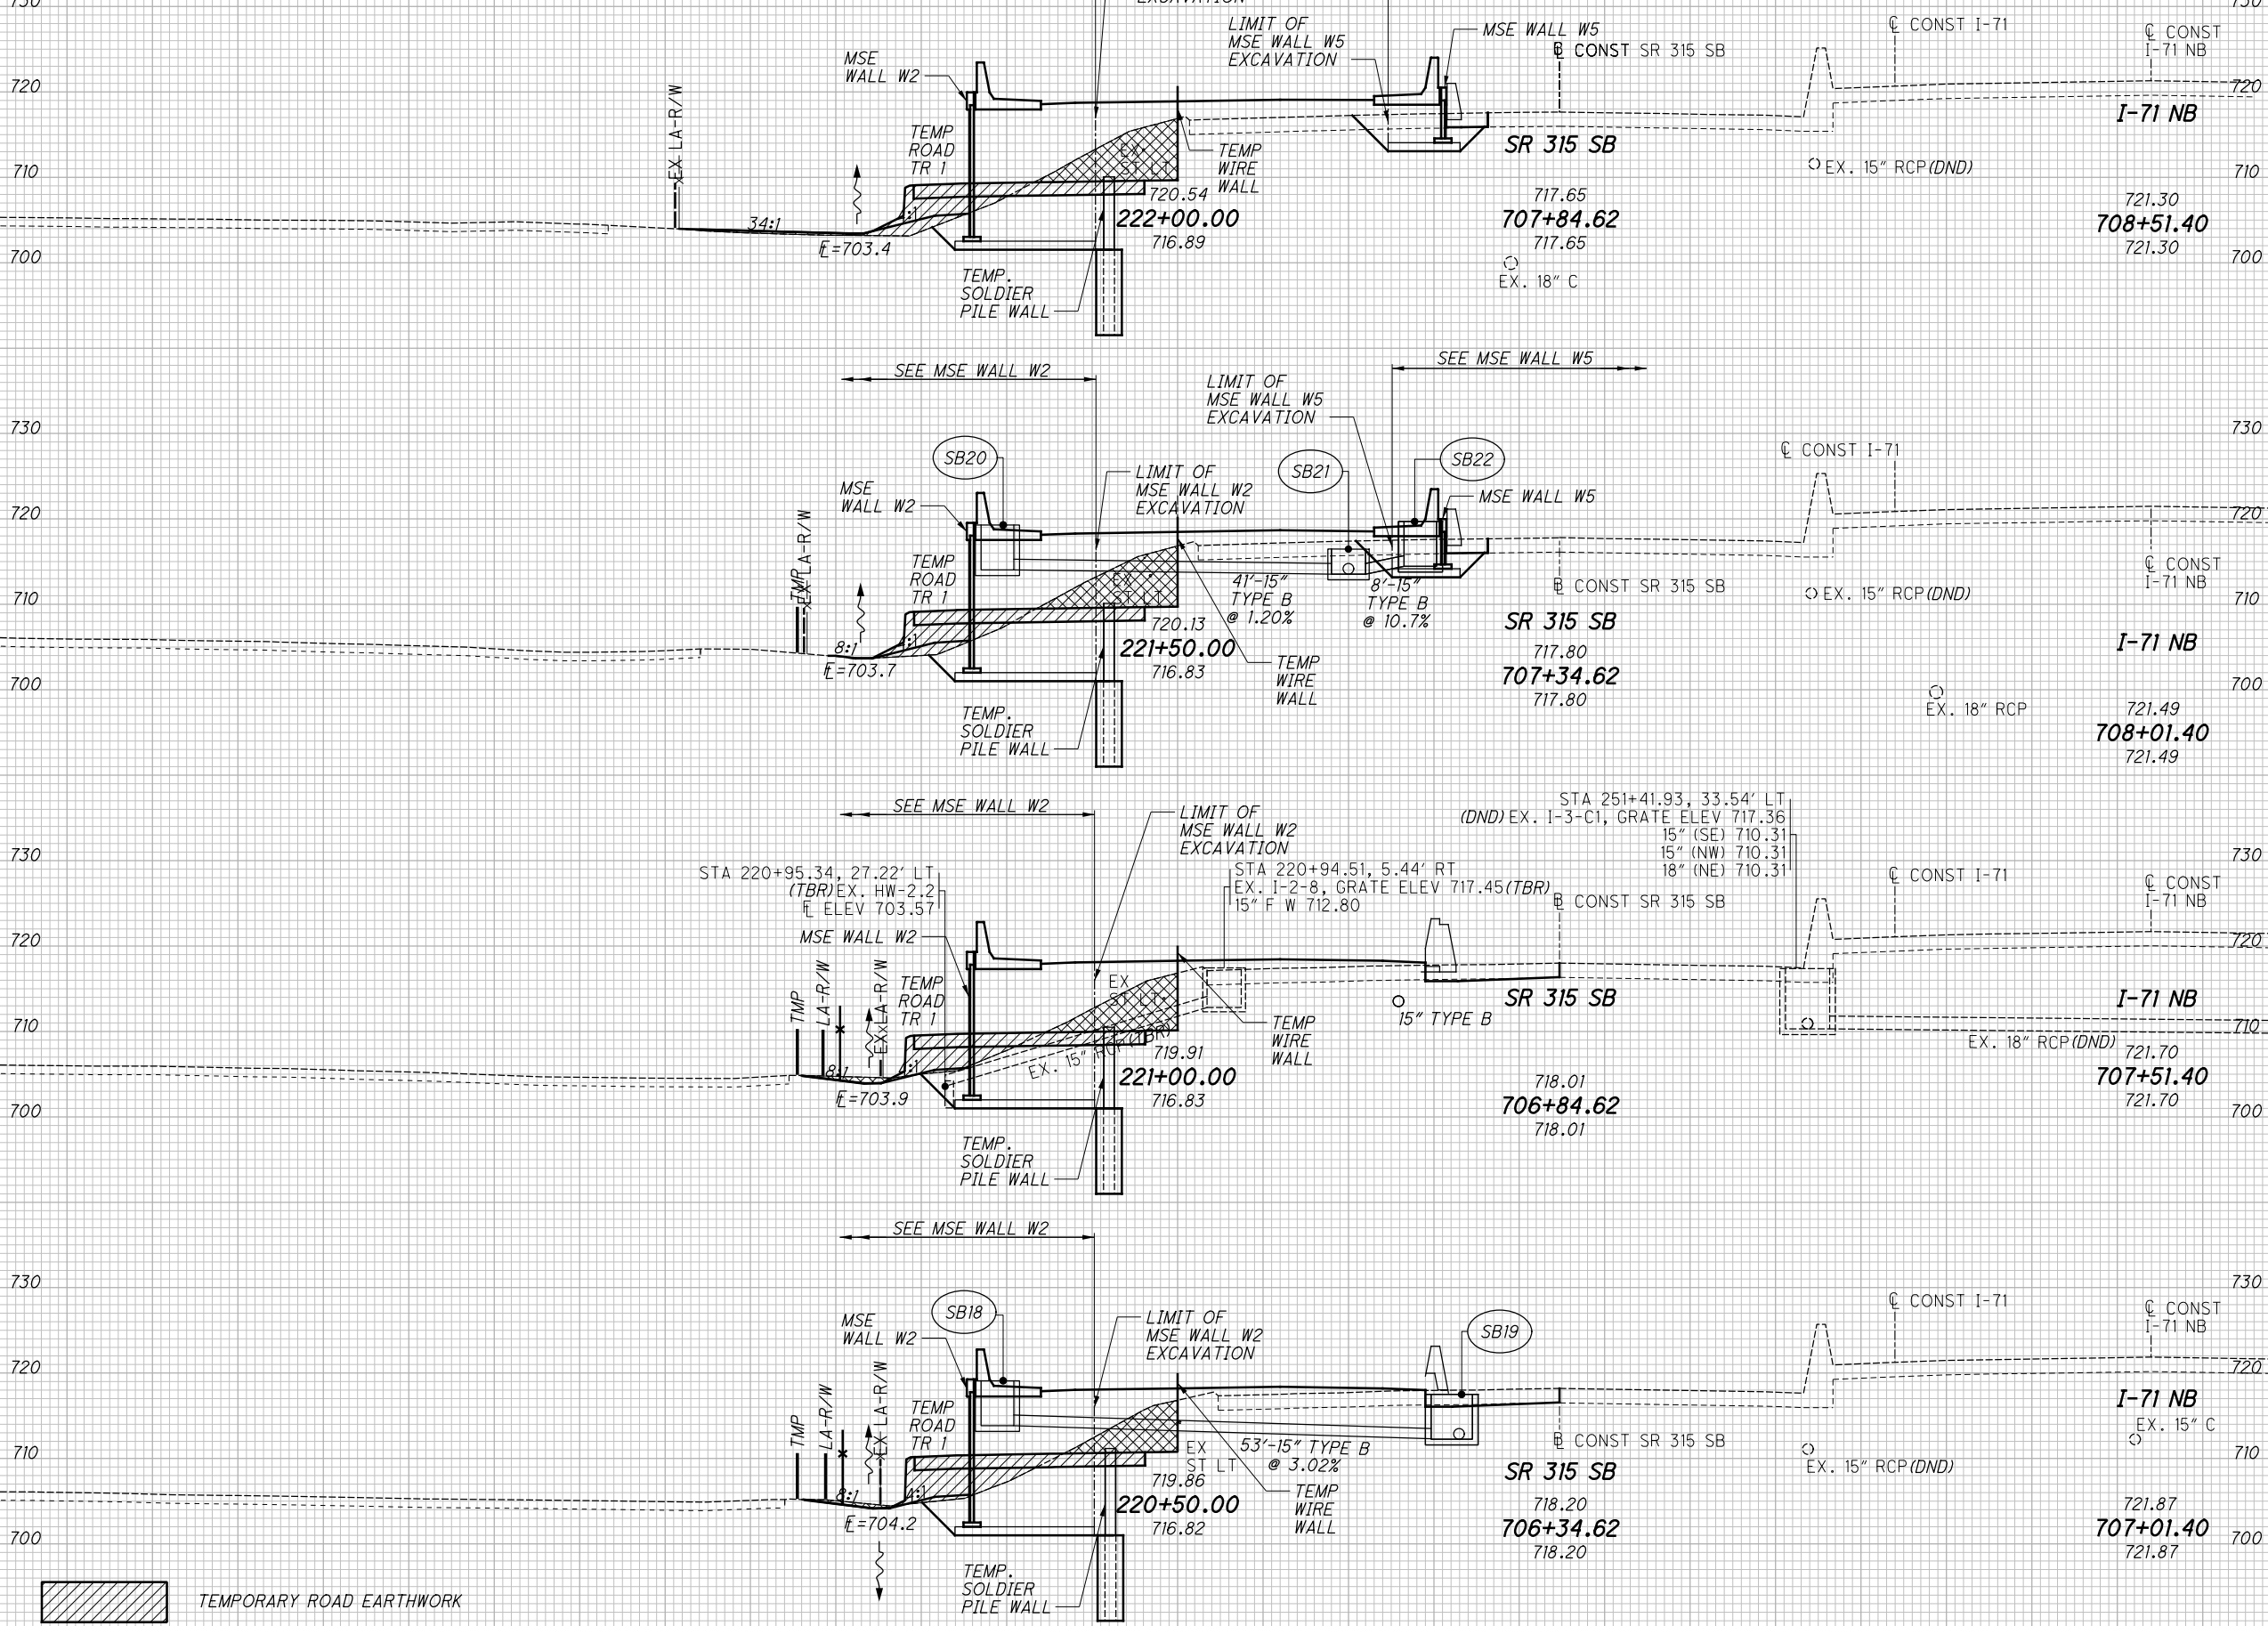 730
730
EXCAVATION
LIMIT OF
MSE WALL W5
EXCAVATION
MSE WALL W5
℄ CONST I-71
℄ CONST
I-71 NB
CONST SR 315 SB
MSE
WALL W2
720
720
I-71 NB
EX LA-R/W
TEMP
ROAD
TR 1
TEMP
WIRE
WALL
SR 315 SB
EX. 15" RCP(DND)
710
710
34:1
720.54
222+00.00
716.89
717.65
707+84.62
717.65
721.30
708+51.40
721.30
=703.4
700
700
TEMP.
SOLDIER
PILE WALL
EX. 18" C
SEE MSE WALL W2
SEE MSE WALL W5
LIMIT OF
MSE WALL W5
EXCAVATION
730
730
SB20
SB21
SB22
℄ CONST I-71
LIMIT OF
MSE WALL W2
EXCAVATION
MSE
WALL W2
MSE WALL W5
720
720
TMP
EX LA-R/W
TEMP
ROAD
TR 1
41'-15"
TYPE B
@ 1.20%
8'-15"
TYPE B
@ 10.7%
CONST SR 315 SB
℄ CONST
I-71 NB
EX. 15" RCP(DND)
710
710
SR 315 SB
I-71 NB
8:1
=703.7
720.13
221+50.00
716.83
TEMP
WIRE
WALL
717.80
707+34.62
717.80
700
700
EX. 18" RCP
721.49
708+01.40
721.49
TEMP.
SOLDIER
PILE WALL
SEE MSE WALL W2
LIMIT OF
MSE WALL W2
EXCAVATION
STA 251+41.93, 33.54' LT
(DND)EX. I-3-C1, GRATE ELEV 717.36
15" (SE) 710.31
15" (NW) 710.31
18" (NE) 710.31
730
730
STA 220+95.34, 27.22' LT
(TBR)EX. HW-2.2
ELEV 703.57
STA 220+94.51, 5.44' RT
EX. I-2-8, GRATE ELEV 717.45(TBR)
15" F W 712.80
CONST SR 315 SB
℄ CONST I-71
℄ CONST
I-71 NB
MSE WALL W2
720
720
TMP
LA-R/W
EX LA-R/W
TEMP
ROAD
TR 1
EX
ST LT
SR 315 SB
15" TYPE B
I-71 NB
710
710
TEMP
WIRE
WALL
EX. 15" RCP(TBR)
EX. 18" RCP(DND)
8:1
=703.9
719.91
221+00.00
716.83
718.01
706+84.62
718.01
721.70
707+51.40
721.70
700
700
TEMP.
SOLDIER
PILE WALL
SEE MSE WALL W2
730
730
SB18
SB19
MSE
WALL W2
LIMIT OF
MSE WALL W2
EXCAVATION
℄ CONST I-71
℄ CONST
I-71 NB
720
720
TMP
LA-R/W
EX LA-R/W
TEMP
ROAD
TR 1
I-71 NB
EX. 15" C
710
710
EX
ST LT
53'-15" TYPE B
@ 3.02%
CONST SR 315 SB
SR 315 SB
EX. 15" RCP(DND)
8:1
4:1
=704.2
719.86
220+50.00
716.82
TEMP
WIRE
WALL
718.20
706+34.62
718.20
721.87
707+01.40
721.87
700
700
TEMP.
SOLDIER
PILE WALL
TEMPORARY ROAD EARTHWORK